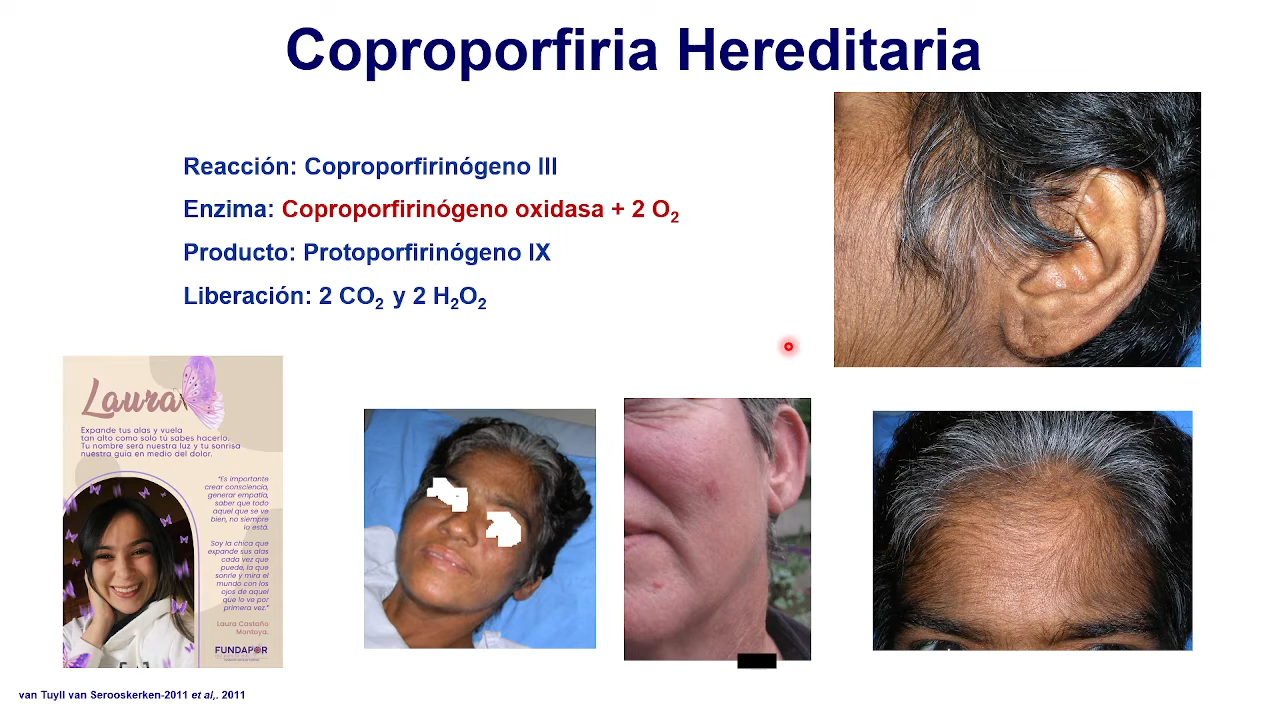 Coproporfiria Hereditaria
Reacción: Coproporfirinógeno III
Enzima: Coproporfirinógeno oxidasa + 2 O₂
Producto: Protoporfirinógeno IX
Liberación: 2 CO₂ y 2 H₂O₂
Laura
Expande tus alas y vuela
tan alto como solo tú sabes hacerlo.
Tu nombre será nuestra luz y tu sonrisa
nuestra guía en medio del dolor.
"Es importante
crear consciencia,
generar empatía,
saber que todo
aquel que se ve
bien, no siempre
lo está.
Soy la chica que
expande sus alas
cada vez que
puede, la que
sonríe y mira el
mundo con los
ojos de aquel
que lo ve por
primera vez."
Laura Castaño
Montoya.
FUNDAPOR
van Tuyll van Serooskerken-2011 et al,. 2011